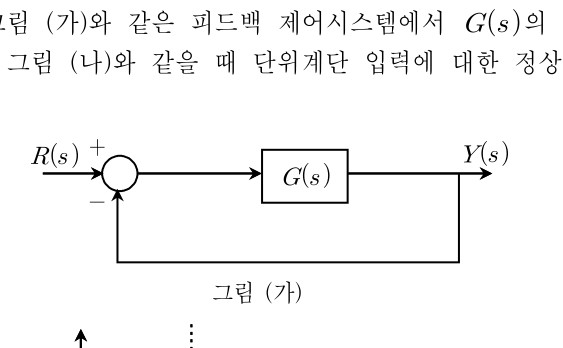 그림 (가)와 같은 피드백 제어시스템에서 G(s)의
그림 (나)와 같을 때 단위계단 입력에 대한 정상
R(s) + G(s) Y(s)
−
그림 (가)